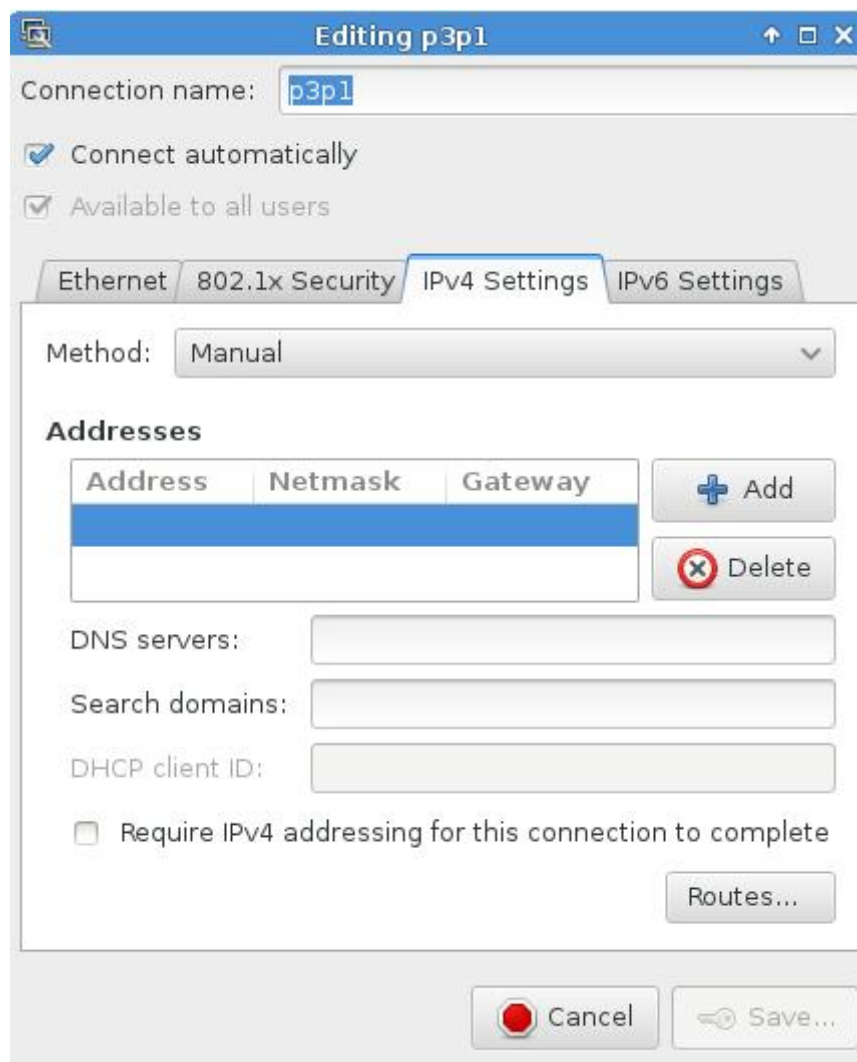 Editing p3p1
Connection name: p3p1
Connect automatically
Available to all users
Ethernet 802.1x Security IPv4 Settings IPv6 Settings
Method: Manual
Addresses
Address Netmask Gateway
Add
Delete
DNS servers:
Search domains:
DHCP client ID:
Require IPv4 addressing for this connection to complete
Routes...
Cancel Save...